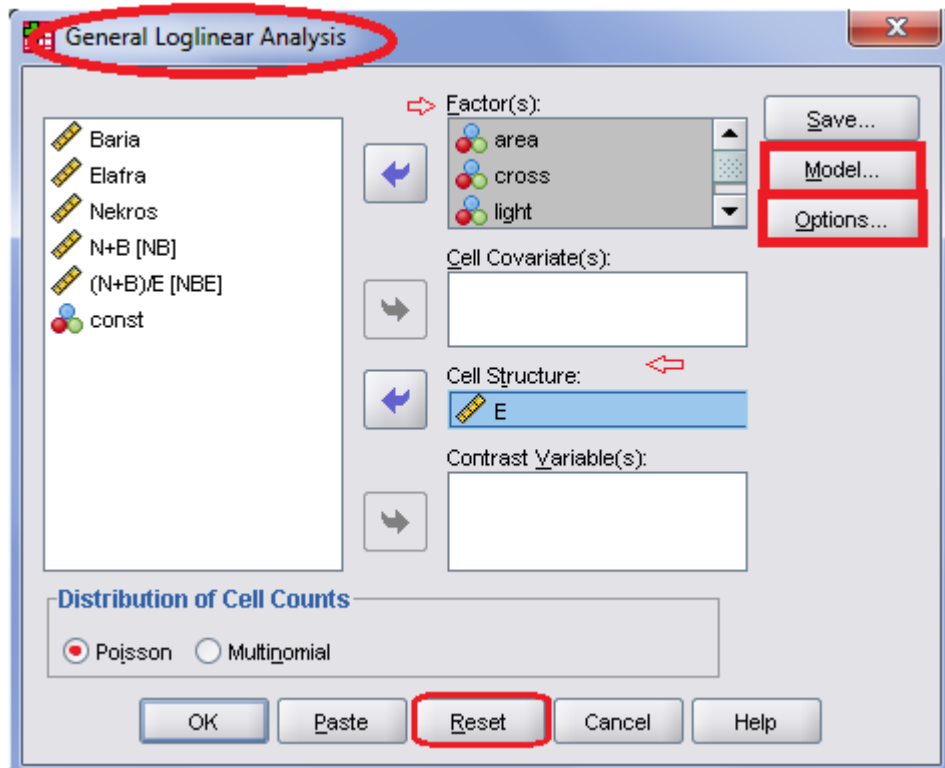 General Loglinear Analysis
Baria
Elafra
Nekros
N+B [NB]
(N+B)/E [NBE]
const
Factor(s):
area
cross
light
Cell Covariate(s):
Cell Structure:
E
Contrast Variable(s):
Save...
Model...
Options...
Distribution of Cell Counts
Poisson Multinomial
OK Paste Reset Cancel Help